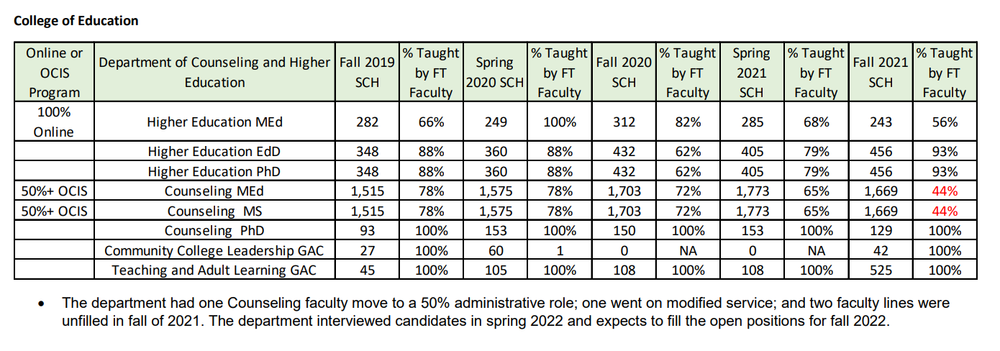 College of Education
Online or OCIS Program | Department of Counseling and Higher Education | Fall 2019 SCH | % Taught by FT Faculty | Spring 2020 SCH | % Taught by FT Faculty | Fall 2020 SCH | % Taught by FT Faculty | Spring 2021 SCH | % Taught by FT Faculty | Fall 2021 SCH | % Taught by FT Faculty
100% Online | Higher Education MEd | 282 | 66% | 249 | 100% | 312 | 82% | 285 | 68% | 243 | 56%
Higher Education EdD | 348 | 88% | 360 | 88% | 432 | 62% | 405 | 79% | 456 | 93%
Higher Education PhD | 348 | 88% | 360 | 88% | 432 | 62% | 405 | 79% | 456 | 93%
50%+ OCIS | Counseling MEd | 1,515 | 78% | 1,575 | 78% | 1,703 | 72% | 1,773 | 65% | 1,669 | 44%
50%+ OCIS | Counseling MS | 1,515 | 78% | 1,575 | 78% | 1,703 | 72% | 1,773 | 65% | 1,669 | 44%
Counseling PhD | 93 | 100% | 153 | 100% | 150 | 100% | 153 | 100% | 129 | 100%
Community College Leadership GAC | 27 | 100% | 60 | 1 | 0 | NA | 0 | NA | 42 | 100%
Teaching and Adult Learning GAC | 45 | 100% | 105 | 100% | 108 | 100% | 108 | 100% | 525 | 100%
• The department had one Counseling faculty move to a 50% administrative role; one went on modified service; and two faculty lines were
unfilled in fall of 2021. The department interviewed candidates in spring 2022 and expects to fill the open positions for fall 2022.